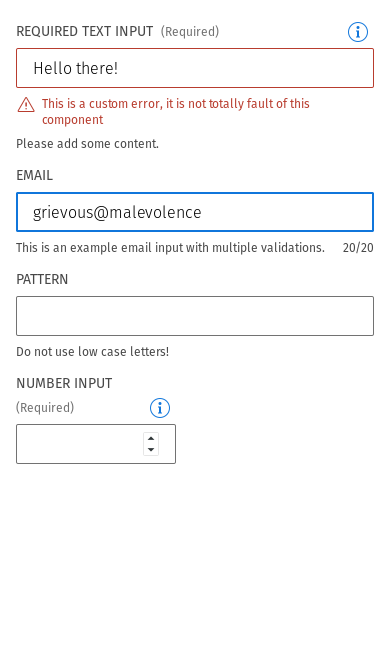 REQUIRED TEXT INPUT (Required)
Hello there!
This is a custom error, it is not totally fault of this
component
Please add some content.
EMAIL
grievous@malevolence
This is an example email input with multiple validations. 20/20
PATTERN
Do not use low case letters!
NUMBER INPUT
(Required)